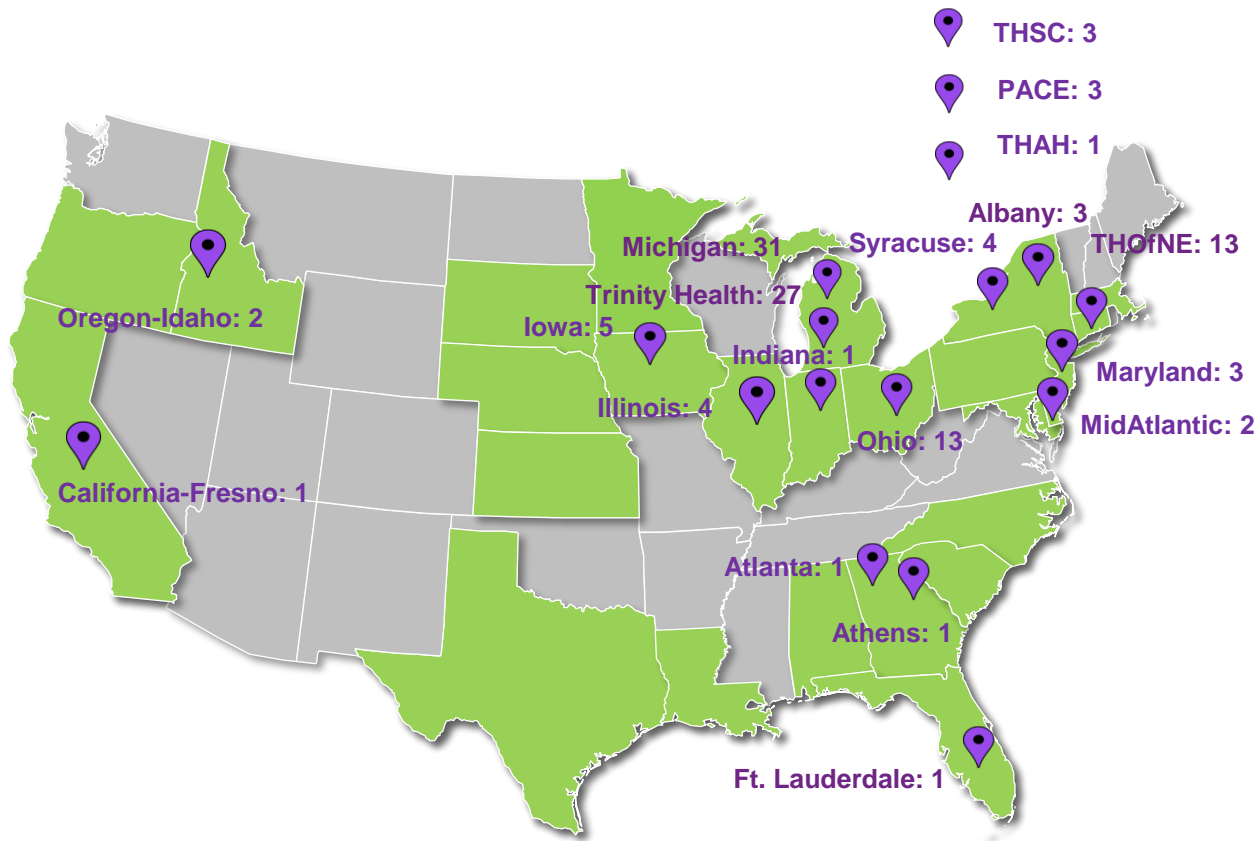 THSC: 3
PACE: 3
THAH: 1
Albany: 3
Michigan: 31
Syracuse: 4
THOfNE: 13
Trinity Health: 27
Oregon-Idaho: 2
Iowa: 5
Indiana: 1
Maryland: 3
Illinois: 4
MidAtlantic: 2
Ohio: 13
California-Fresno: 1
Atlanta: 1
Athens: 1
Ft. Lauderdale: 1